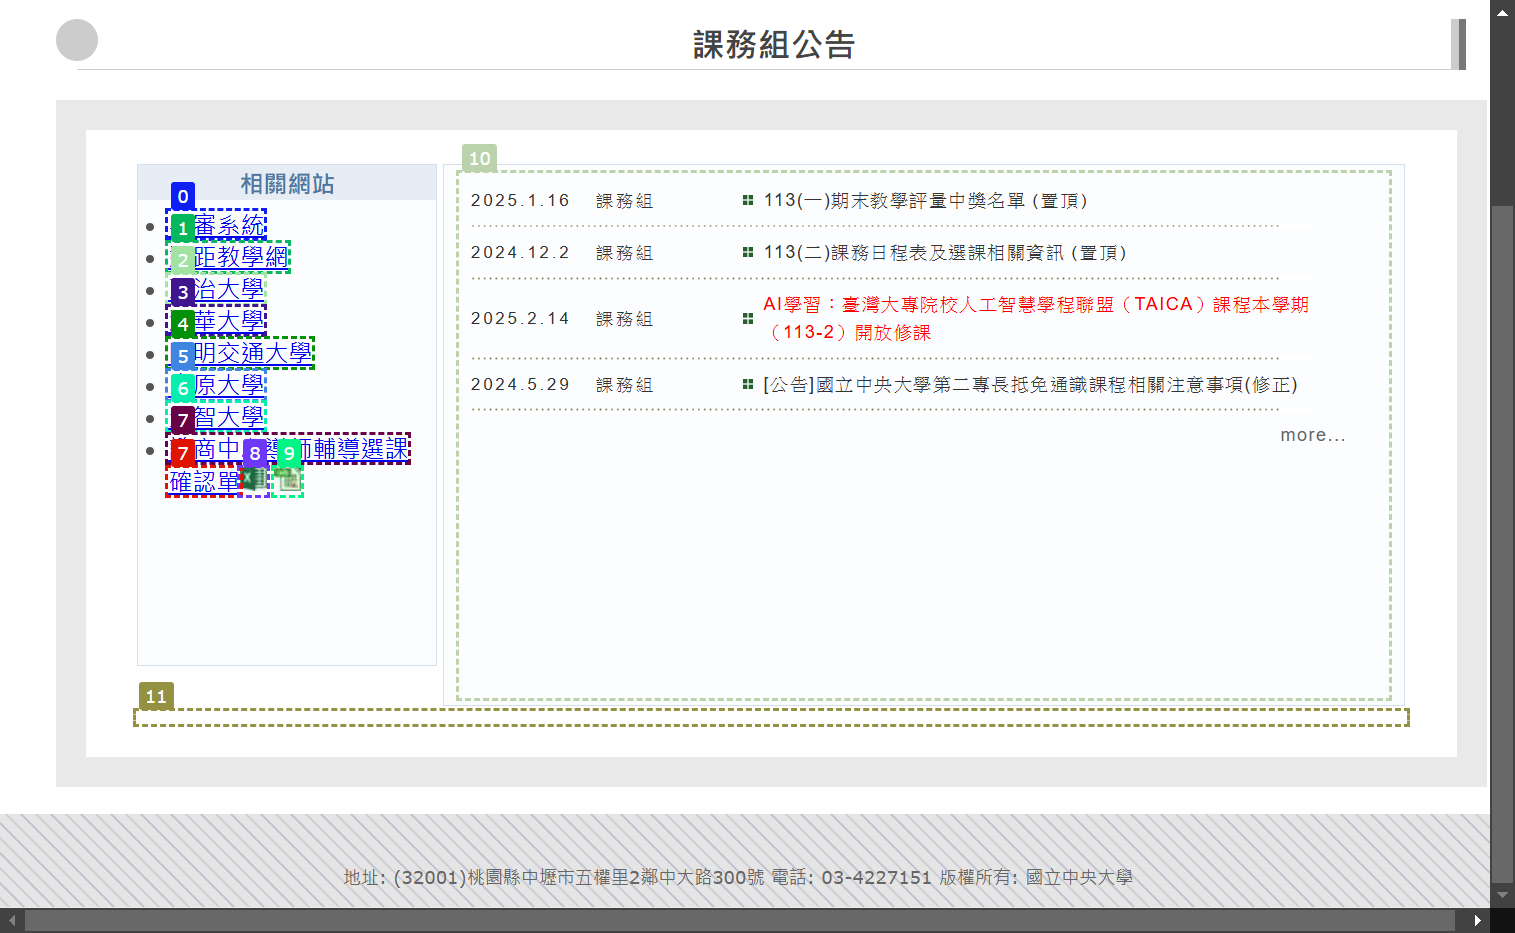 課務組公告
相關網站
審系統
距教學網
治大學
華大學
明交通大學
原大學
智大學
商中 導師輔導選課
確認單
0
1
2
3
4
5
6
7
7
8
9
10
2025.1.16 課務組 113(一)期末教學評量中獎名單 (置頂)
2024.12.2 課務組 113(二)課務日程表及選課相關資訊 (置頂)
2025.2.14 課務組 AI學習：臺灣大專院校人工智慧學程聯盟（TAICA）課程本學期
（113-2）開放修課
2024.5.29 課務組 [公告]國立中央大學第二專長抵免通識課程相關注意事項(修正)
more...
11
地址: (32001)桃園縣中壢市五權里2鄰中大路300號 電話: 03-4227151 版權所有: 國立中央大學